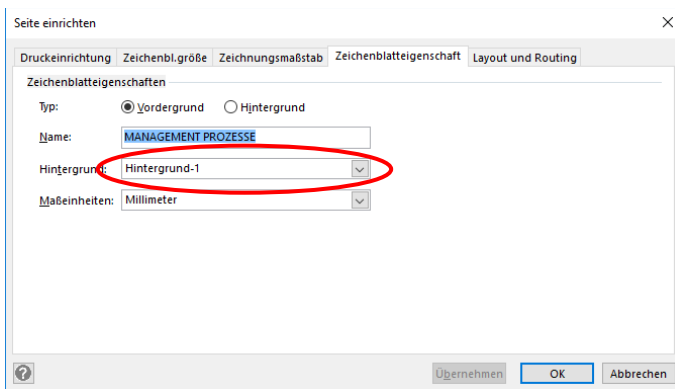 Seite einrichten
Druckeinrichtung Zeichenbl.größe Zeichnungsmaßstab Zeichenblatteigenschaft Layout und Routing
Zeichenblatteigenschaften
Typ: Vordergrund Hintergrund
Name: MANAGEMENT PROZESSE
Hintergrund: Hintergrund-1
Maßeinheiten: Millimeter
? Übernehmen OK Abbrechen